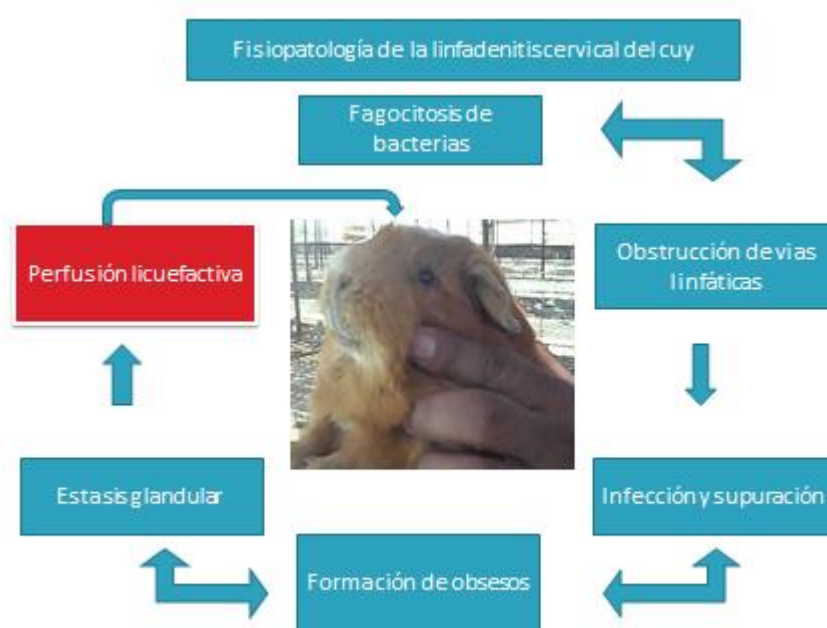 Fisiopatología de la linfadenitiscervical del cuy
Fagocitosis de
bacterias
Perfusión licuefactiva
Obstrucción de vias
linfáticas
Estasis glandular
Infección y supuración
Formación de obsesos